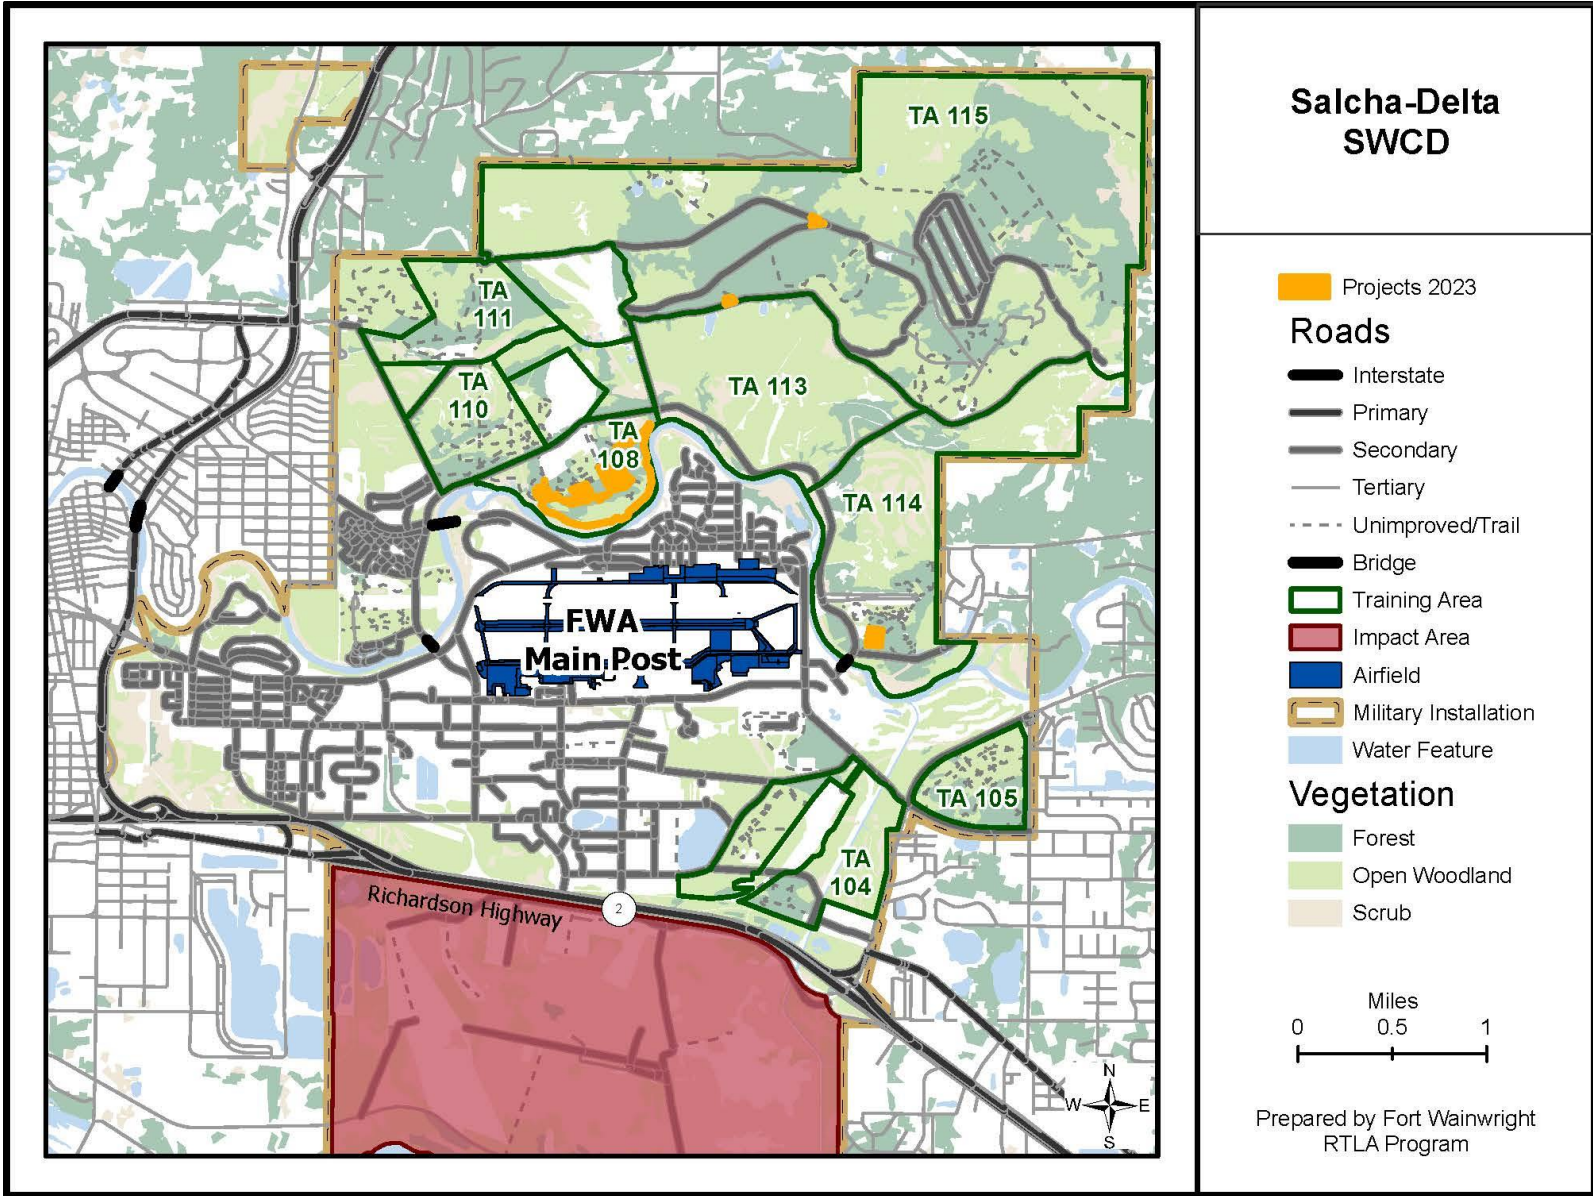 TA 115
TA
111
TA
110
TA 113
TA
108
TA 114
FWA
Main Post
TA 105
TA
104
Richardson Highway
2
N
W
E
S
Salcha-Delta
SWCD
Projects 2023
Roads
Interstate
Primary
Secondary
Tertiary
Unimproved/Trail
Bridge
Training Area
Impact Area
Airfield
Military Installation
Water Feature
Vegetation
Forest
Open Woodland
Scrub
Miles
0 0.5 1
Prepared by Fort Wainwright
RTLA Program